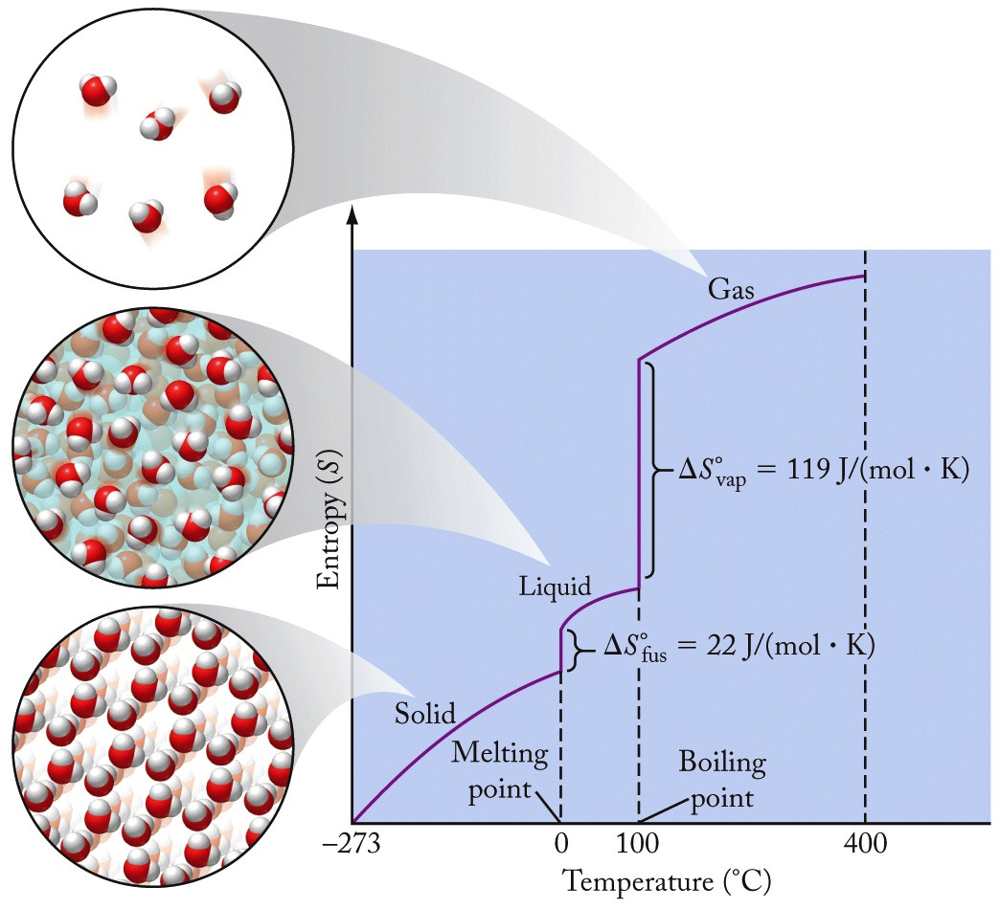 Gas
Entropy (S)
ΔS°vap = 119 J/(mol · K)
Liquid
ΔS°fus = 22 J/(mol · K)
Solid
Melting
point
Boiling
point
–273
0
100
400
Temperature (°C)